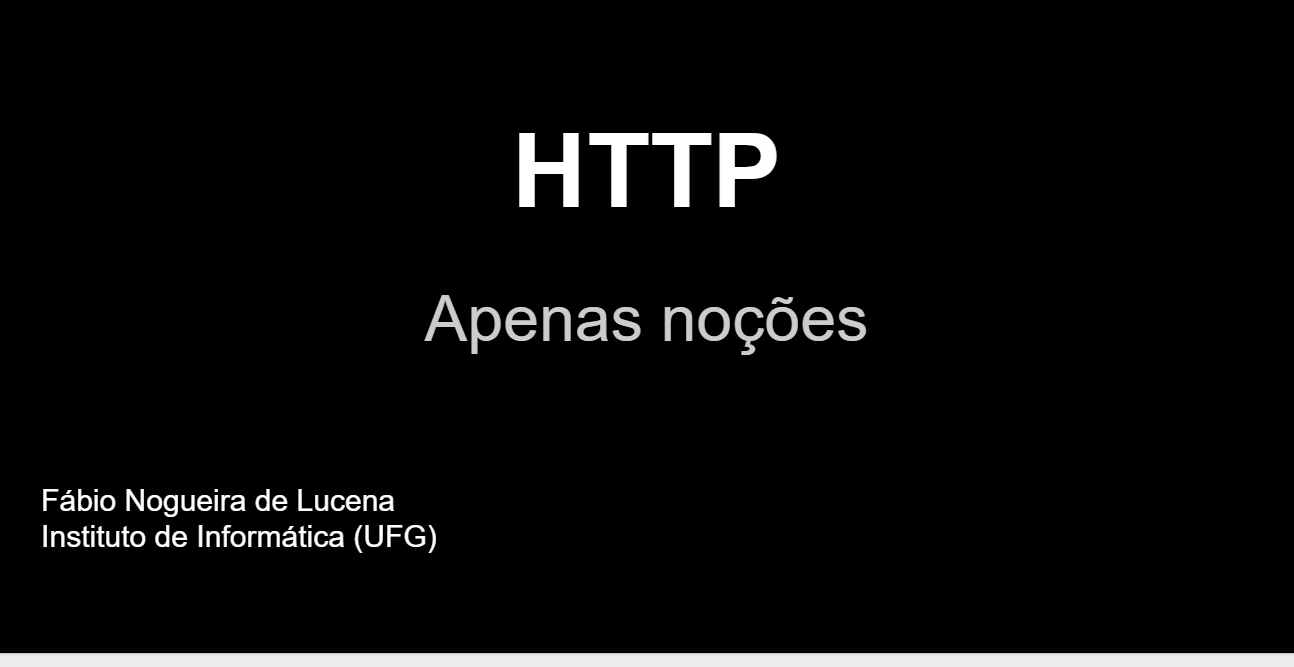 HTTP
Apenas noções
Fábio Nogueira de Lucena
Instituto de Informática (UFG)